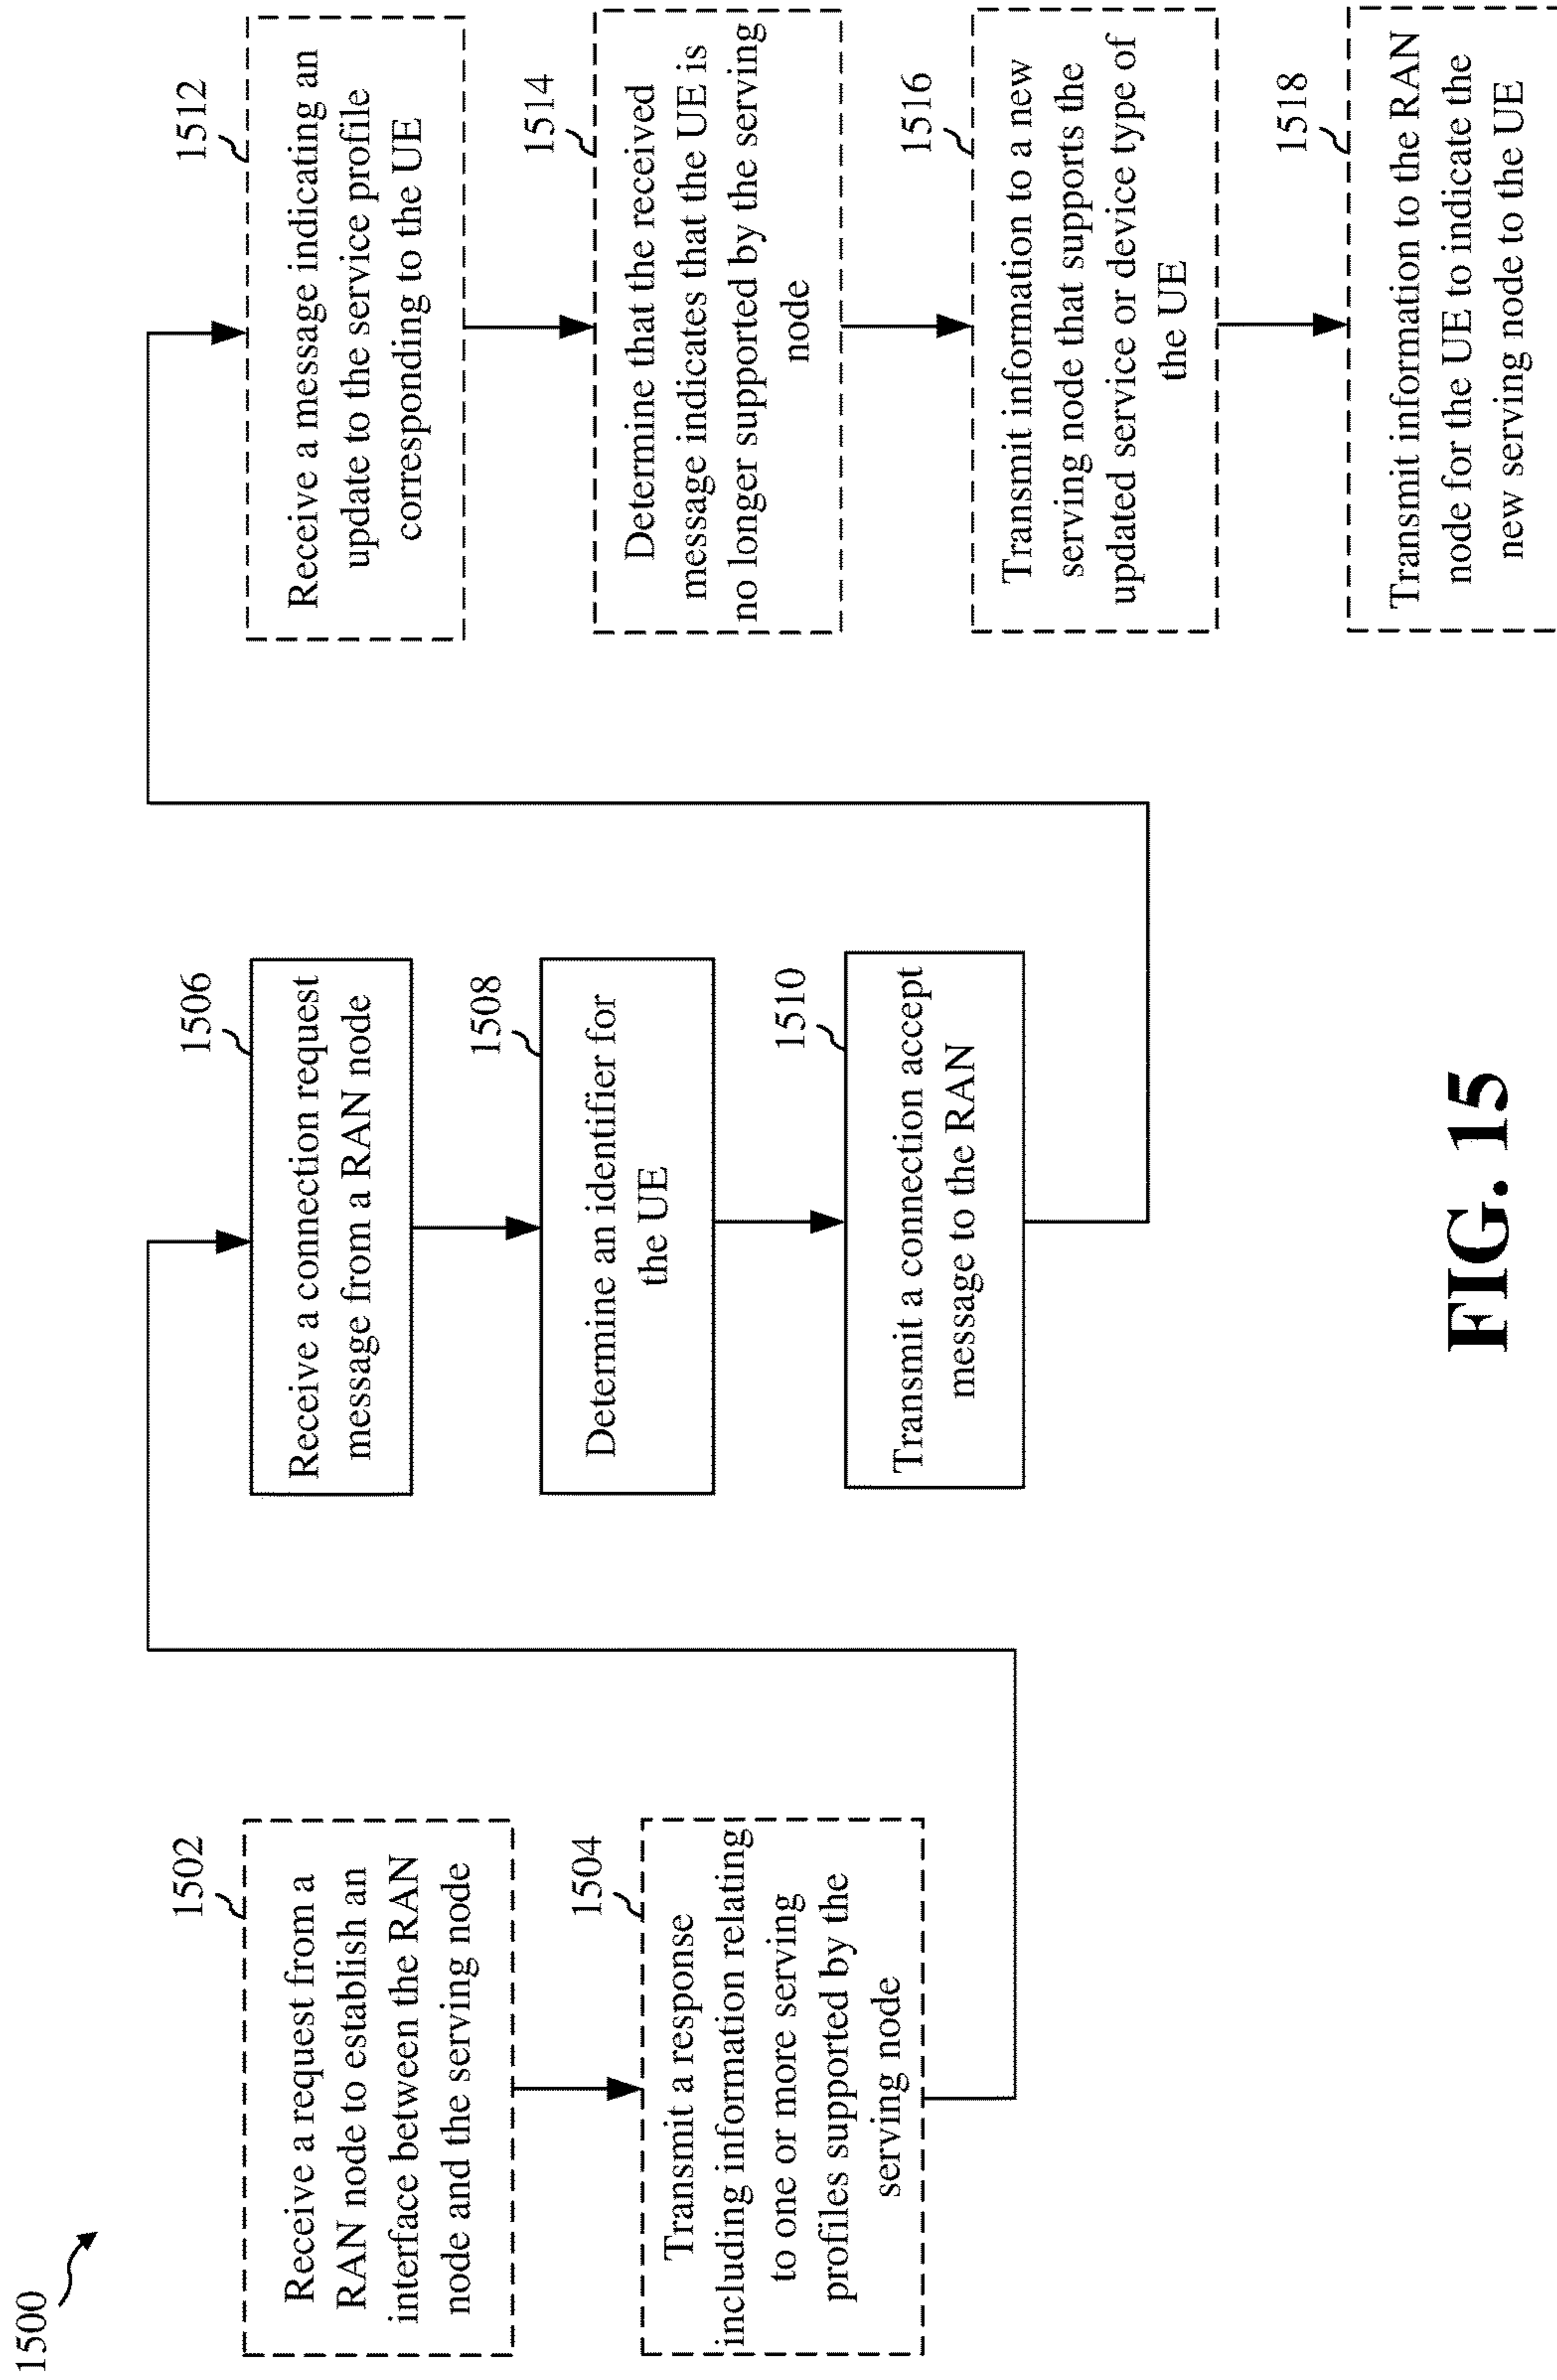 1500
1502
Receive a request from a
RAN node to establish an
interface between the RAN
node and the serving node
1504
Transmit a response
including information relating
to one or more serving
profiles supported by the
serving node
1506
Receive a connection request
message from a RAN node
1508
Determine an identifier for
the UE
1510
Transmit a connection accept
message to the RAN
1512
Receive a message indicating an
update to the service profile
corresponding to the UE
1514
Determine that the received
message indicates that the UE is
no longer supported by the serving
node
1516
Transmit information to a new
serving node that supports the
updated service or device type of
the UE
1518
Transmit information to the RAN
node for the UE to indicate the
new serving node to the UE
FIG. 15